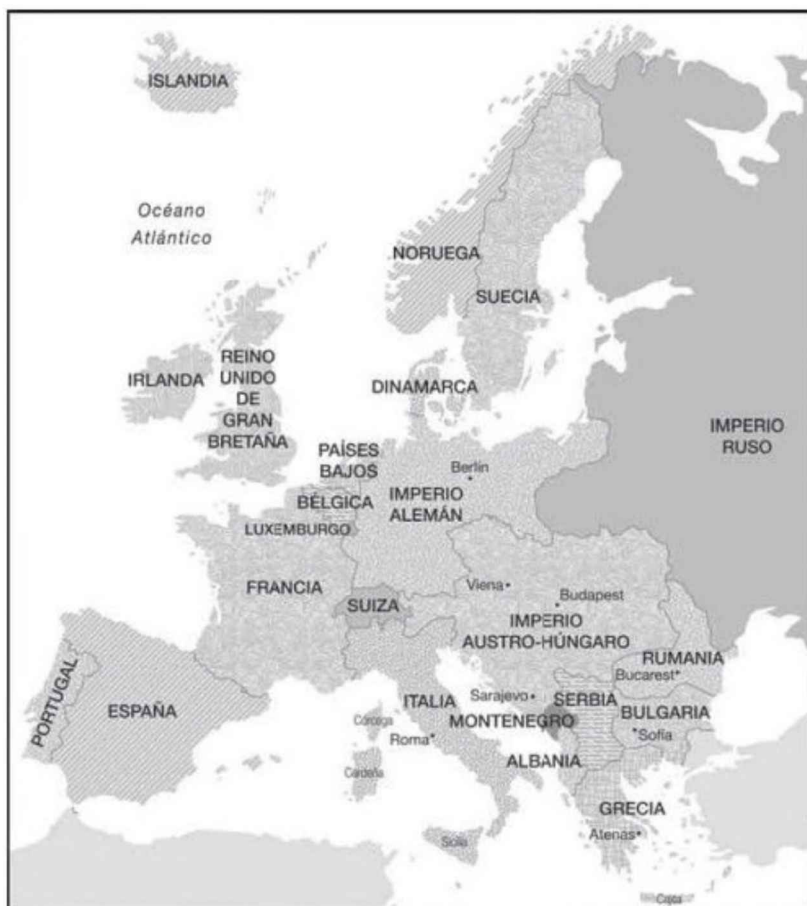 ISLANDIA
Océano
Atlántico
NORUEGA
SUECIA
IRLANDA
REINO
UNIDO
DE
GRAN
BRETAÑA
DINAMARCA
IMPERIO
RUSO
PAÍSES
BAJOS
Berlín
BÉLGICA
IMPERIO
ALEMÁN
LUXEMBURGO
FRANCIA
Viena
Budapest
SUIZA
IMPERIO
AUSTRO-HÚNGARO
RUMANIA
Bucarest
PORTUGAL
ESPAÑA
ITALIA
Sarajevo
SERBIA
MONTENEGRO
BULGARIA
Córcega
Roma
Sofía
ALBANIA
Cerdeña
GRECIA
Atenas
Sicilia